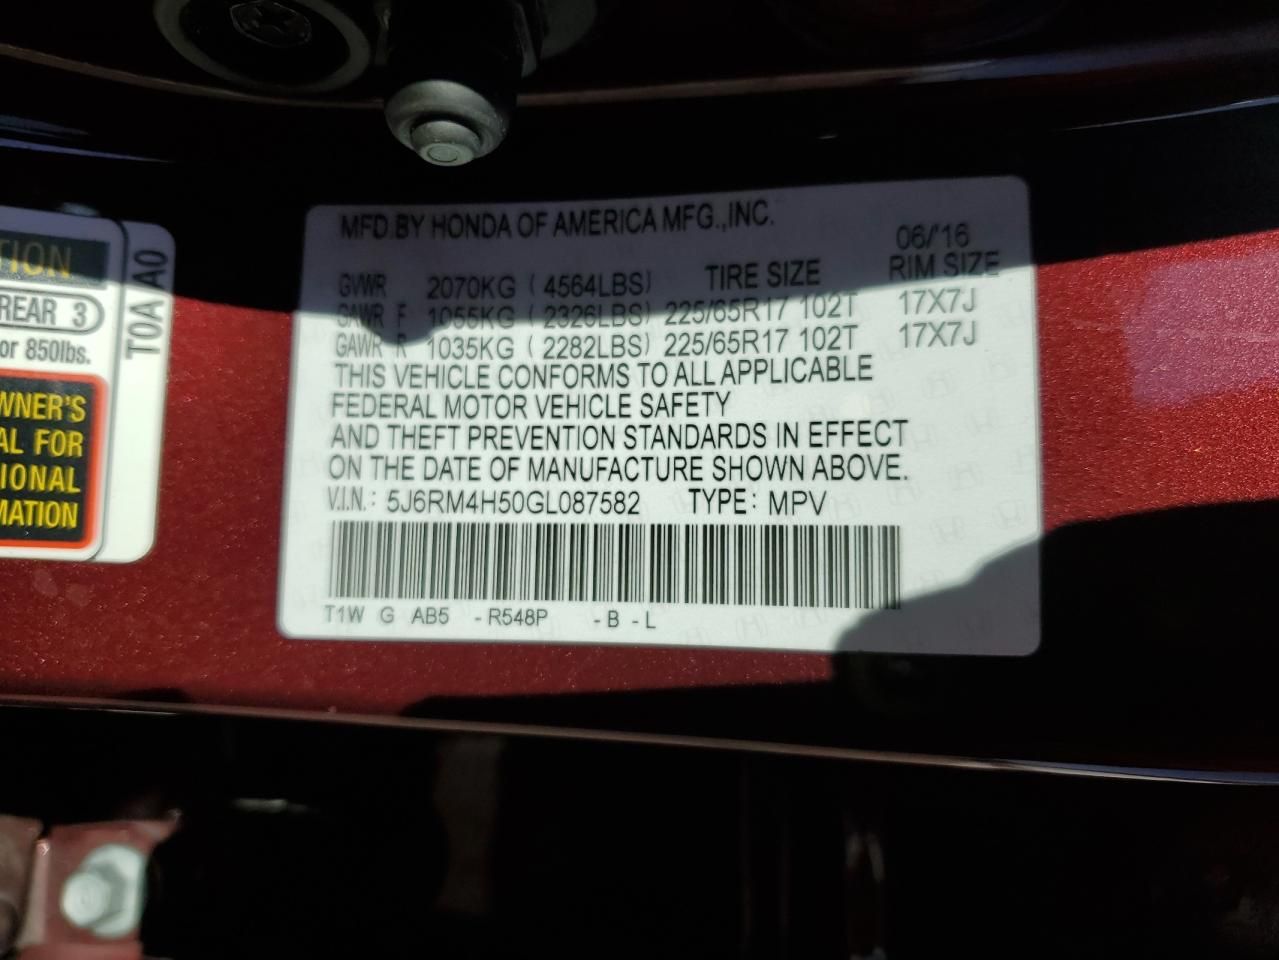 TION
REAR 3
or 850lbs.
WNER'S
AL FOR
IONAL
MATION
T0A A0
MFD.BY HONDA OF AMERICA MFG.,INC.
06/'16
GVWR 2070KG ( 4564LBS) TIRE SIZE RIM SIZE
GAWR F 1055KG ( 2326LBS) 225/65R17 102T 17X7J
GAWR R 1035KG ( 2282LBS) 225/65R17 102T 17X7J
THIS VEHICLE CONFORMS TO ALL APPLICABLE
FEDERAL MOTOR VEHICLE SAFETY
AND THEFT PREVENTION STANDARDS IN EFFECT
ON THE DATE OF MANUFACTURE SHOWN ABOVE.
V.I.N.: 5J6RM4H50GL087582 TYPE: MPV
T1W G AB5 -R548P -B -L